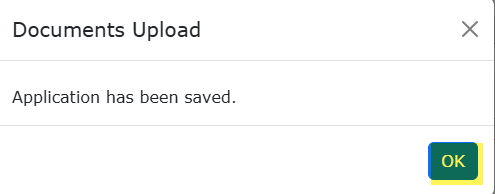 Documents Upload
Application has been saved.
OK